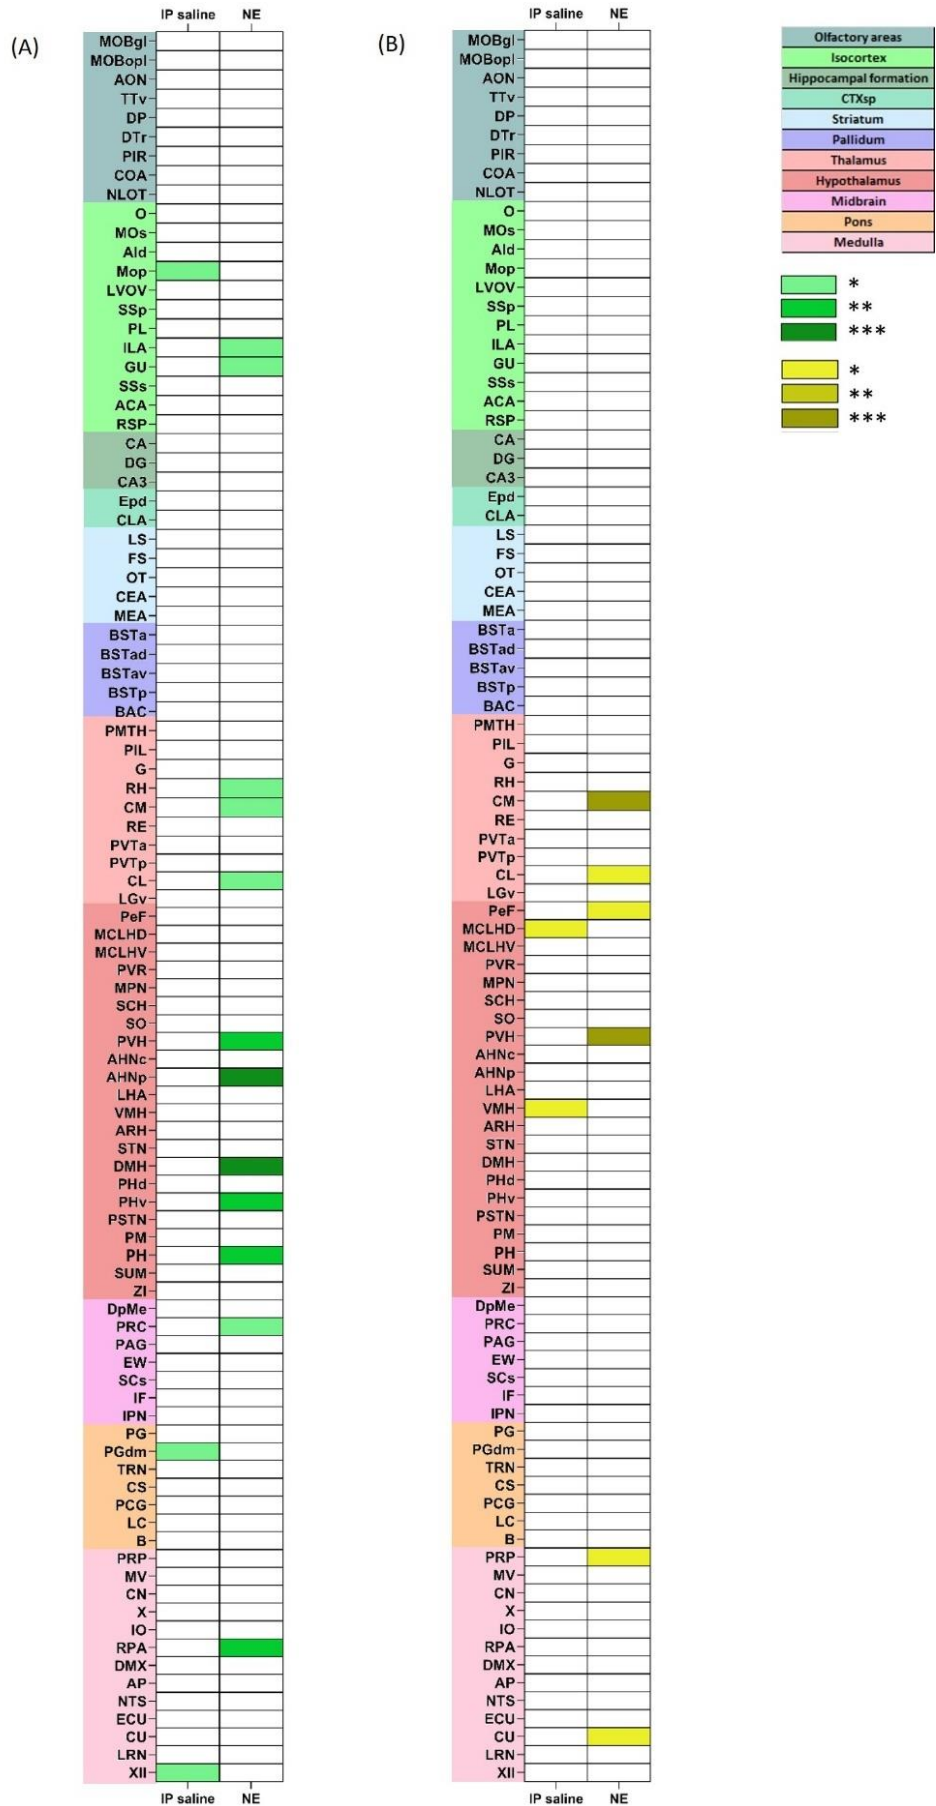 IP saline NE
(A)
MOBgl
MOBopl
AON
TTv
DP
DTr
PIR
COA
NLOT
O
MOs
AId
Mop
LVOV
SSp
PL
ILA
GU
SSs
ACA
RSP
CA
DG
CA3
Epd
CLA
LS
FS
OT
CEA
MEA
BSTa
BSTad
BSTav
BSTp
BAC
PMTH
PIL
G
RH
CM
RE
PVTa
PVTp
CL
LGv
PeF
MCLHD
MCLHV
PVR
MPN
SCH
SO
PVH
AHNc
AHNp
LHA
VMH
ARH
STN
DMH
PHd
PHv
PSTN
PM
PH
SUM
ZI
DpMe
PRC
PAG
EW
SCs
IF
IPN
PG
PGdm
TRN
CS
PCG
LC
B
PRP
MV
CN
X
IO
RPA
DMX
AP
NTS
ECU
CU
LRN
XII
IP saline NE
IP saline NE
(B)
MOBgl
MOBopl
AON
TTv
DP
DTr
PIR
COA
NLOT
O
MOs
AId
Mop
LVOV
SSp
PL
ILA
GU
SSs
ACA
RSP
CA
DG
CA3
Epd
CLA
LS
FS
OT
CEA
MEA
BSTa
BSTad
BSTav
BSTp
BAC
PMTH
PIL
G
RH
CM
RE
PVTa
PVTp
CL
LGv
PeF
MCLHD
MCLHV
PVR
MPN
SCH
SO
PVH
AHNc
AHNp
LHA
VMH
ARH
STN
DMH
PHd
PHv
PSTN
PM
PH
SUM
ZI
DpMe
PRC
PAG
EW
SCs
IF
IPN
PG
PGdm
TRN
CS
PCG
LC
B
PRP
MV
CN
X
IO
RPA
DMX
AP
NTS
ECU
CU
LRN
XII
IP saline NE
Olfactory areas
Isocortex
Hippocampal formation
CTXsp
Striatum
Pallidum
Thalamus
Hypothalamus
Midbrain
Pons
Medulla
*
**
***
*
**
***